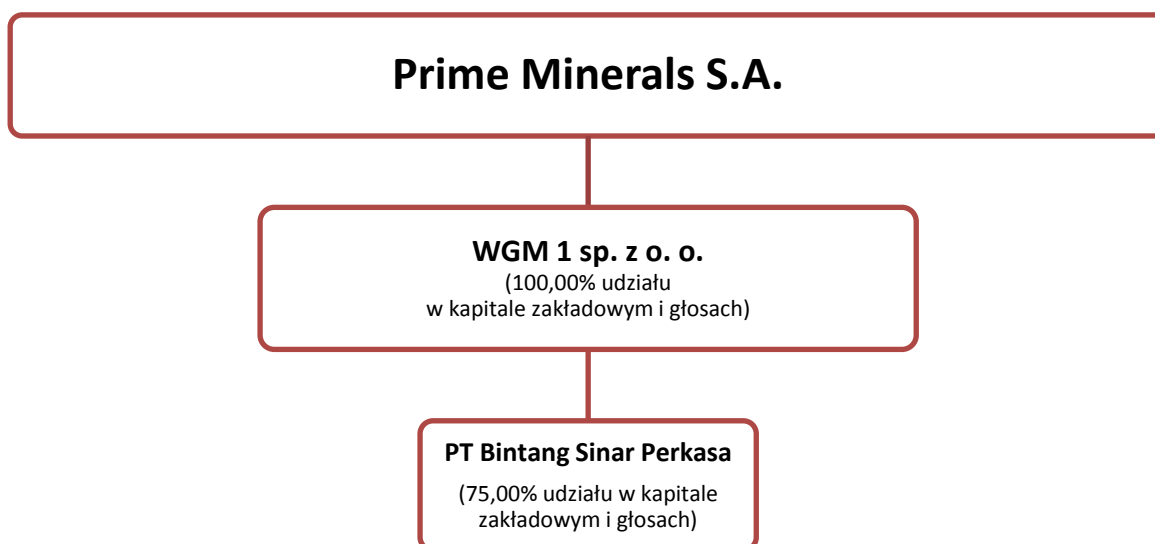 Prime Minerals S.A.
WGM 1 sp. z o. o.
(100,00% udziału
w kapitale zakładowym i głosach)
PT Bintang Sinar Perkasa
(75,00% udziału w kapitale
zakładowym i głosach)